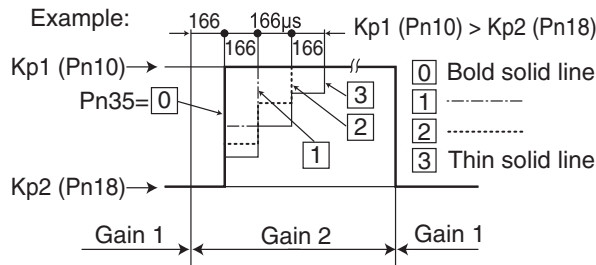 Example:
166 166µs
166 166
Kp1 (Pn10) > Kp2 (Pn18)
Kp1 (Pn10)
0 Bold solid line
Pn35= 0
3
1
2
2
1
3 Thin solid line
Kp2 (Pn18)
Gain 1 Gain 2 Gain 1